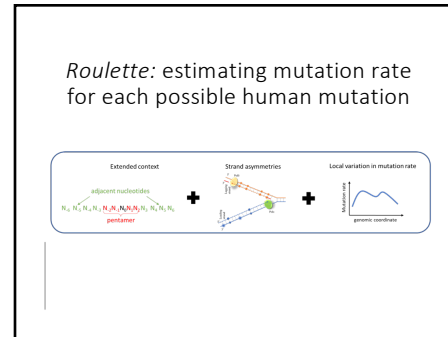 Roulette: estimating mutation rate
for each possible human mutation
Extended context
Strand asymmetries
Local variation in mutation rate
adjacent nucleotides
pentamer
Mutation rate
genomic coordinate